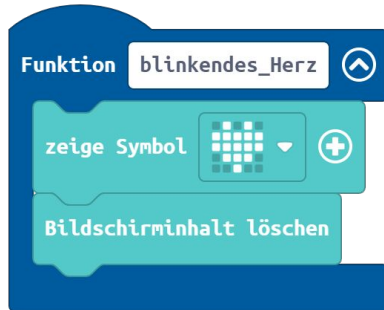 Funktion blinkendes_Herz
zeige Symbol
Bildschirminhalt löschen